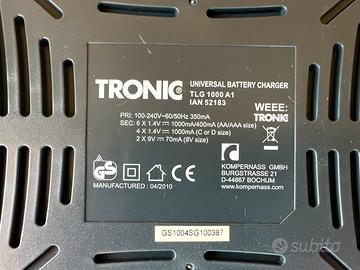 TRONIC®
UNIVERSAL BATTERY CHARGER
TLG 1000 A1
IAN 52183
PRI: 100-240V~60/50Hz 350mA
SEC: 6 X 1.4V⎓1000mA/400mA (AA/AAA size)
4 X 1.4V⎓1000mA (C or D size)
2 X 9V⎓70mA (9V size)
WEEE:
TRONIC
GS
MANUFACTURED : 04/2010
KOMPERNASS GMBH
BURGSTRASSE 21
D-44867 BOCHUM
www.kompernass.com
GS1004SG100387
subito